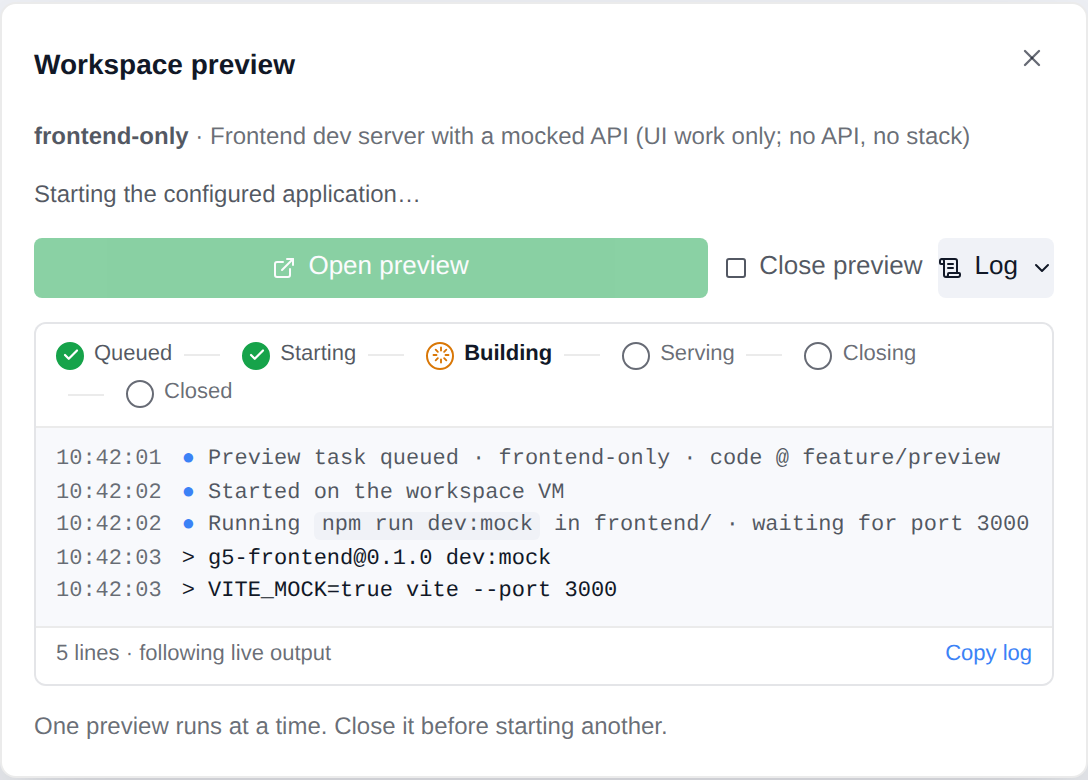 Workspace preview
frontend-only · Frontend dev server with a mocked API (UI work only; no API, no stack)
Starting the configured application…
Open preview Close preview Log
Queued Starting Building Serving Closing
Closed
10:42:01 ● Preview task queued · frontend-only · code @ feature/preview
10:42:02 ● Started on the workspace VM
10:42:02 ● Running npm run dev:mock in frontend/ · waiting for port 3000
10:42:03 > g5-frontend@0.1.0 dev:mock
10:42:03 > VITE_MOCK=true vite --port 3000
5 lines · following live output Copy log
One preview runs at a time. Close it before starting another.